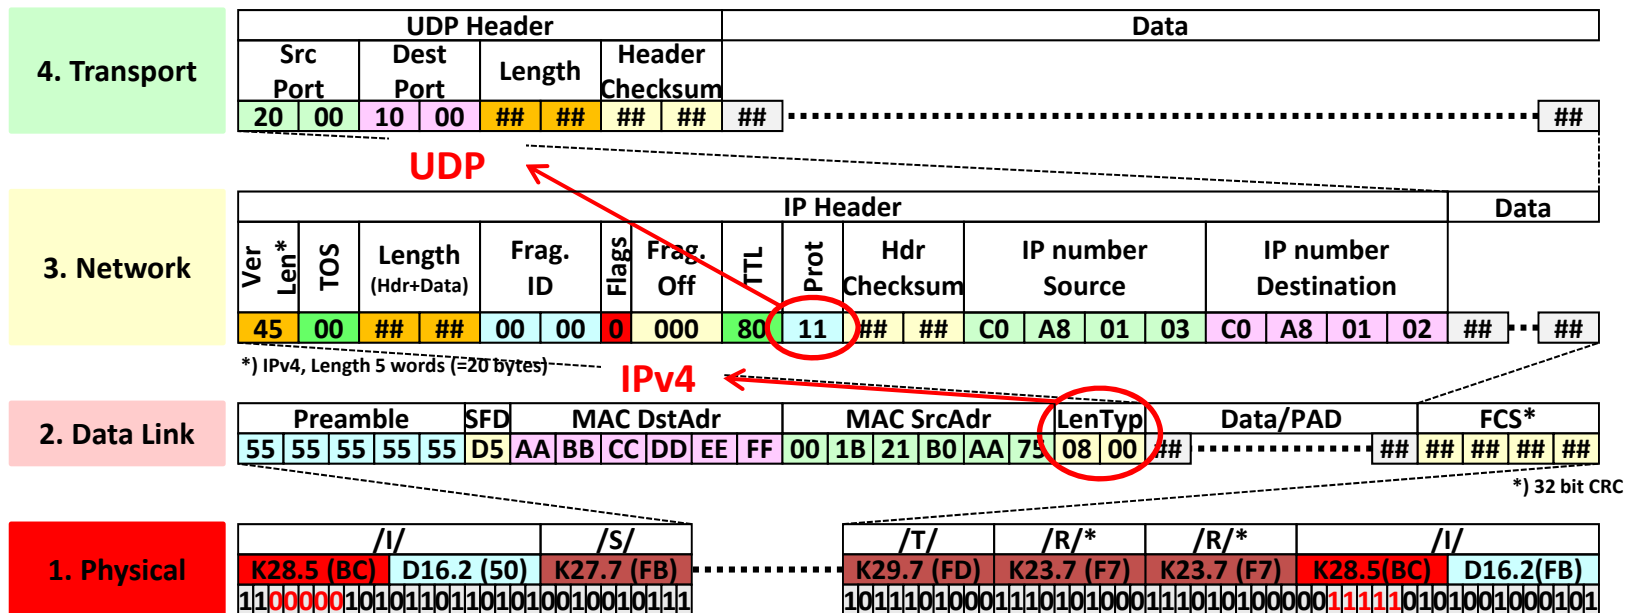 UDP Header Data
4. Transport
Src Port Dest Port Length Header Checksum
20 00 10 00 ## ## ## ## ## ##
UDP
IP Header Data
3. Network
Ver Len* TOS Length (Hdr+Data) Frag. ID Flags Frag. Off TTL Prot Hdr Checksum IP number Source IP number Destination
45 00 ## ## 00 00 0 000 80 11 ## ## C0 A8 01 03 C0 A8 01 02 ## ##
*) IPv4, Length 5 words (=20 bytes)
IPv4
2. Data Link
Preamble SFD MAC DstAdr MAC SrcAdr LenTyp Data/PAD FCS*
55 55 55 55 55 D5 AA BB CC DD EE FF 00 1B 21 B0 AA 75 08 00 ## ## ## ## ## ##
*) 32 bit CRC
/I/ /S/ /T/ /R/* /R/* /I/
1. Physical
K28.5 (BC) D16.2 (50) K27.7 (FB) K29.7 (FD) K23.7 (F7) K23.7 (F7) K28.5(BC) D16.2(FB)